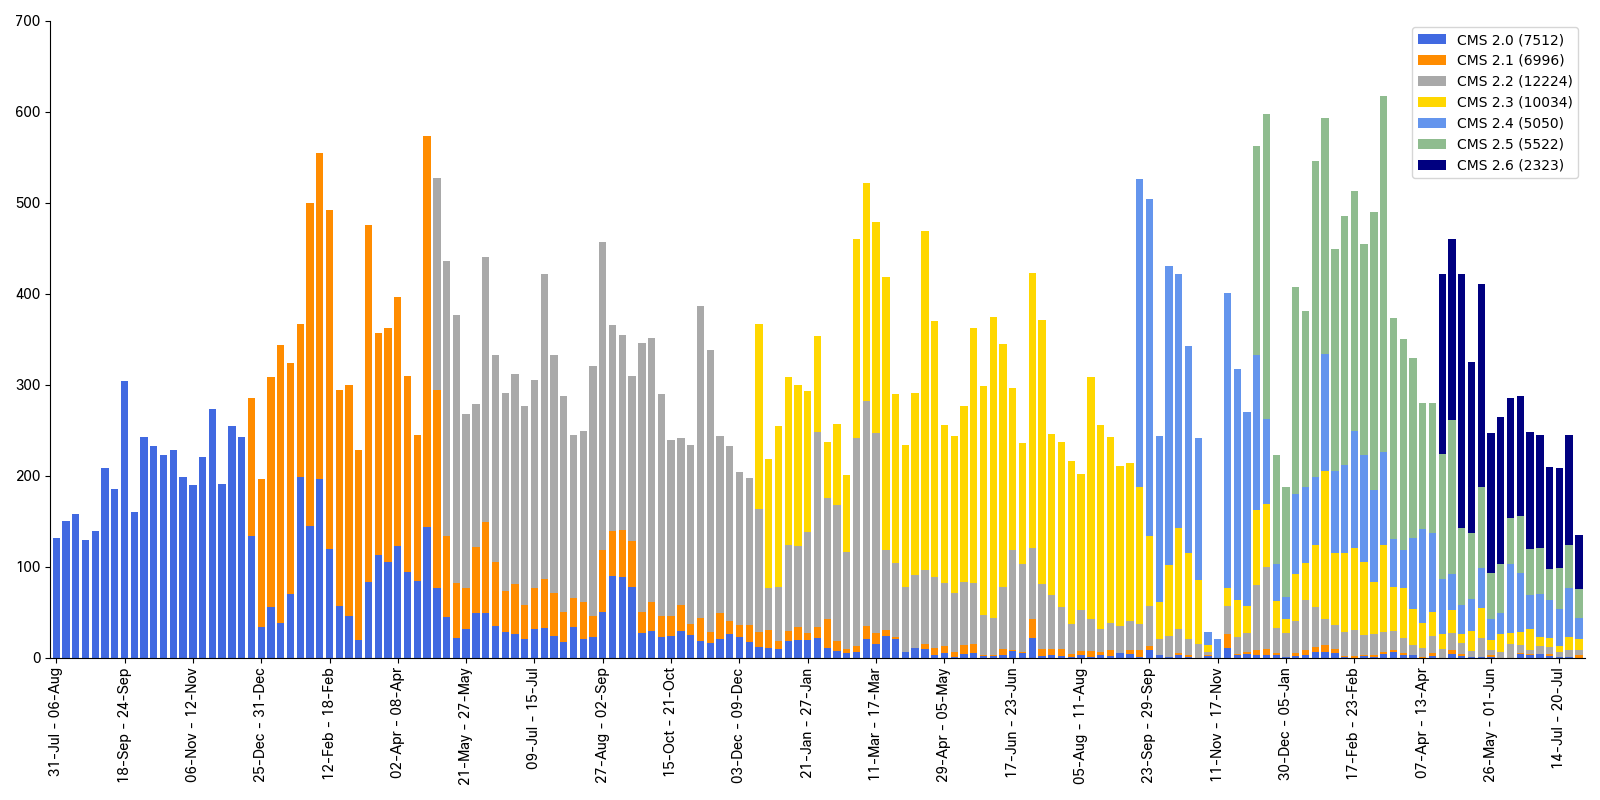 700
600
500
400
300
200
100
0
CMS 2.0 (7512)
CMS 2.1 (6996)
CMS 2.2 (12224)
CMS 2.3 (10034)
CMS 2.4 (5050)
CMS 2.5 (5522)
CMS 2.6 (2323)
31-Jul - 06-Aug
18-Sep - 24-Sep
06-Nov - 12-Nov
25-Dec - 31-Dec
12-Feb - 18-Feb
02-Apr - 08-Apr
21-May - 27-May
09-Jul - 15-Jul
27-Aug - 02-Sep
15-Oct - 21-Oct
03-Dec - 09-Dec
21-Jan - 27-Jan
11-Mar - 17-Mar
29-Apr - 05-May
17-Jun - 23-Jun
05-Aug - 11-Aug
23-Sep - 29-Sep
11-Nov - 17-Nov
30-Dec - 05-Jan
17-Feb - 23-Feb
07-Apr - 13-Apr
26-May - 01-Jun
14-Jul - 20-Jul